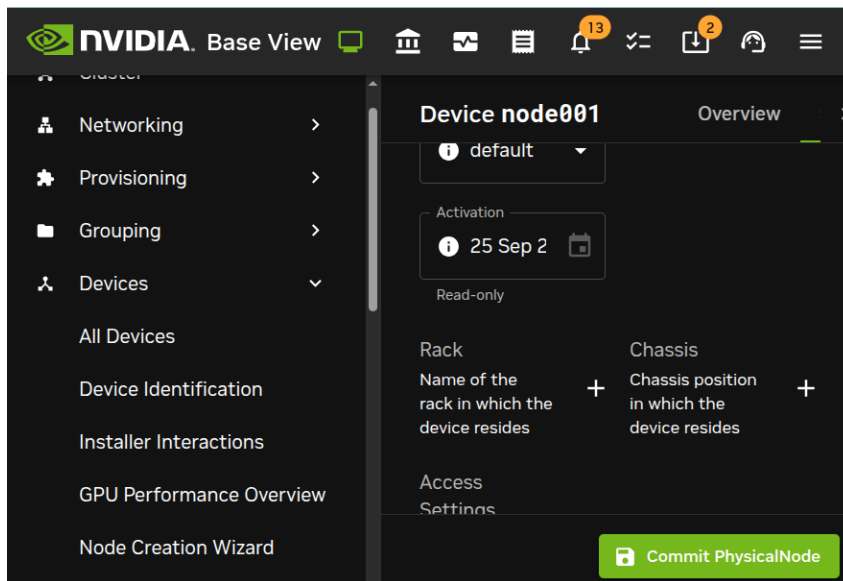 NVIDIA. Base View
13
2
Cluster
Networking
Provisioning
Grouping
Devices
All Devices
Device Identification
Installer Interactions
GPU Performance Overview
Node Creation Wizard
Device node001
Overview
default
Activation
25 Sep 2
Read-only
Rack
Name of the
rack in which the
device resides
Chassis
Chassis position
in which the
device resides
Access
Settings
Commit PhysicalNode